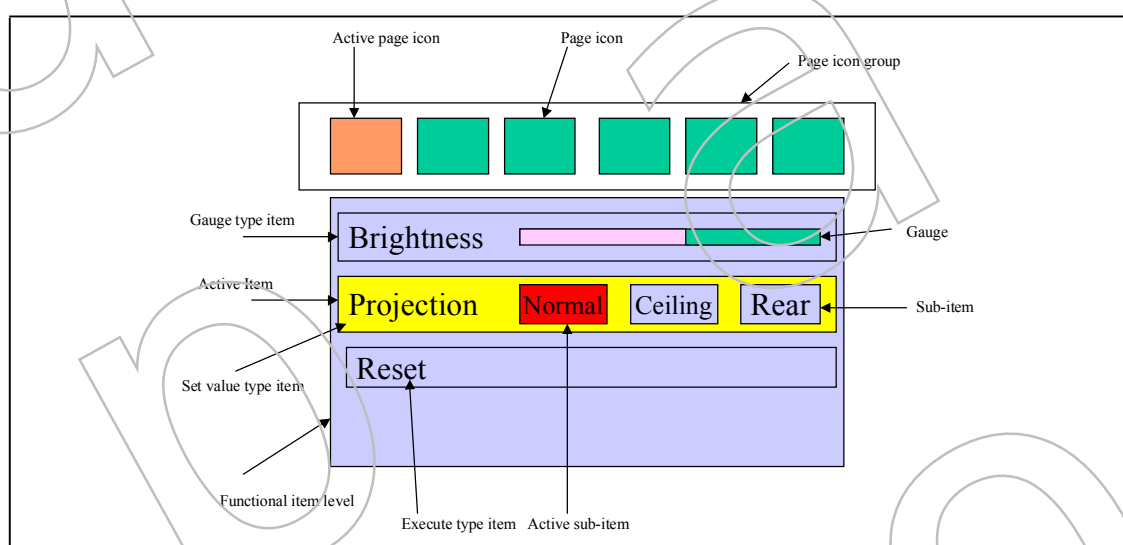 Active page icon
Page icon
Page icon group
Gauge type item
Brightness
Gauge
Active Item
Projection
Normal
Ceiling
Rear
Sub-item
Set value type item
Reset
Functional item level
Execute type item
Active sub-item